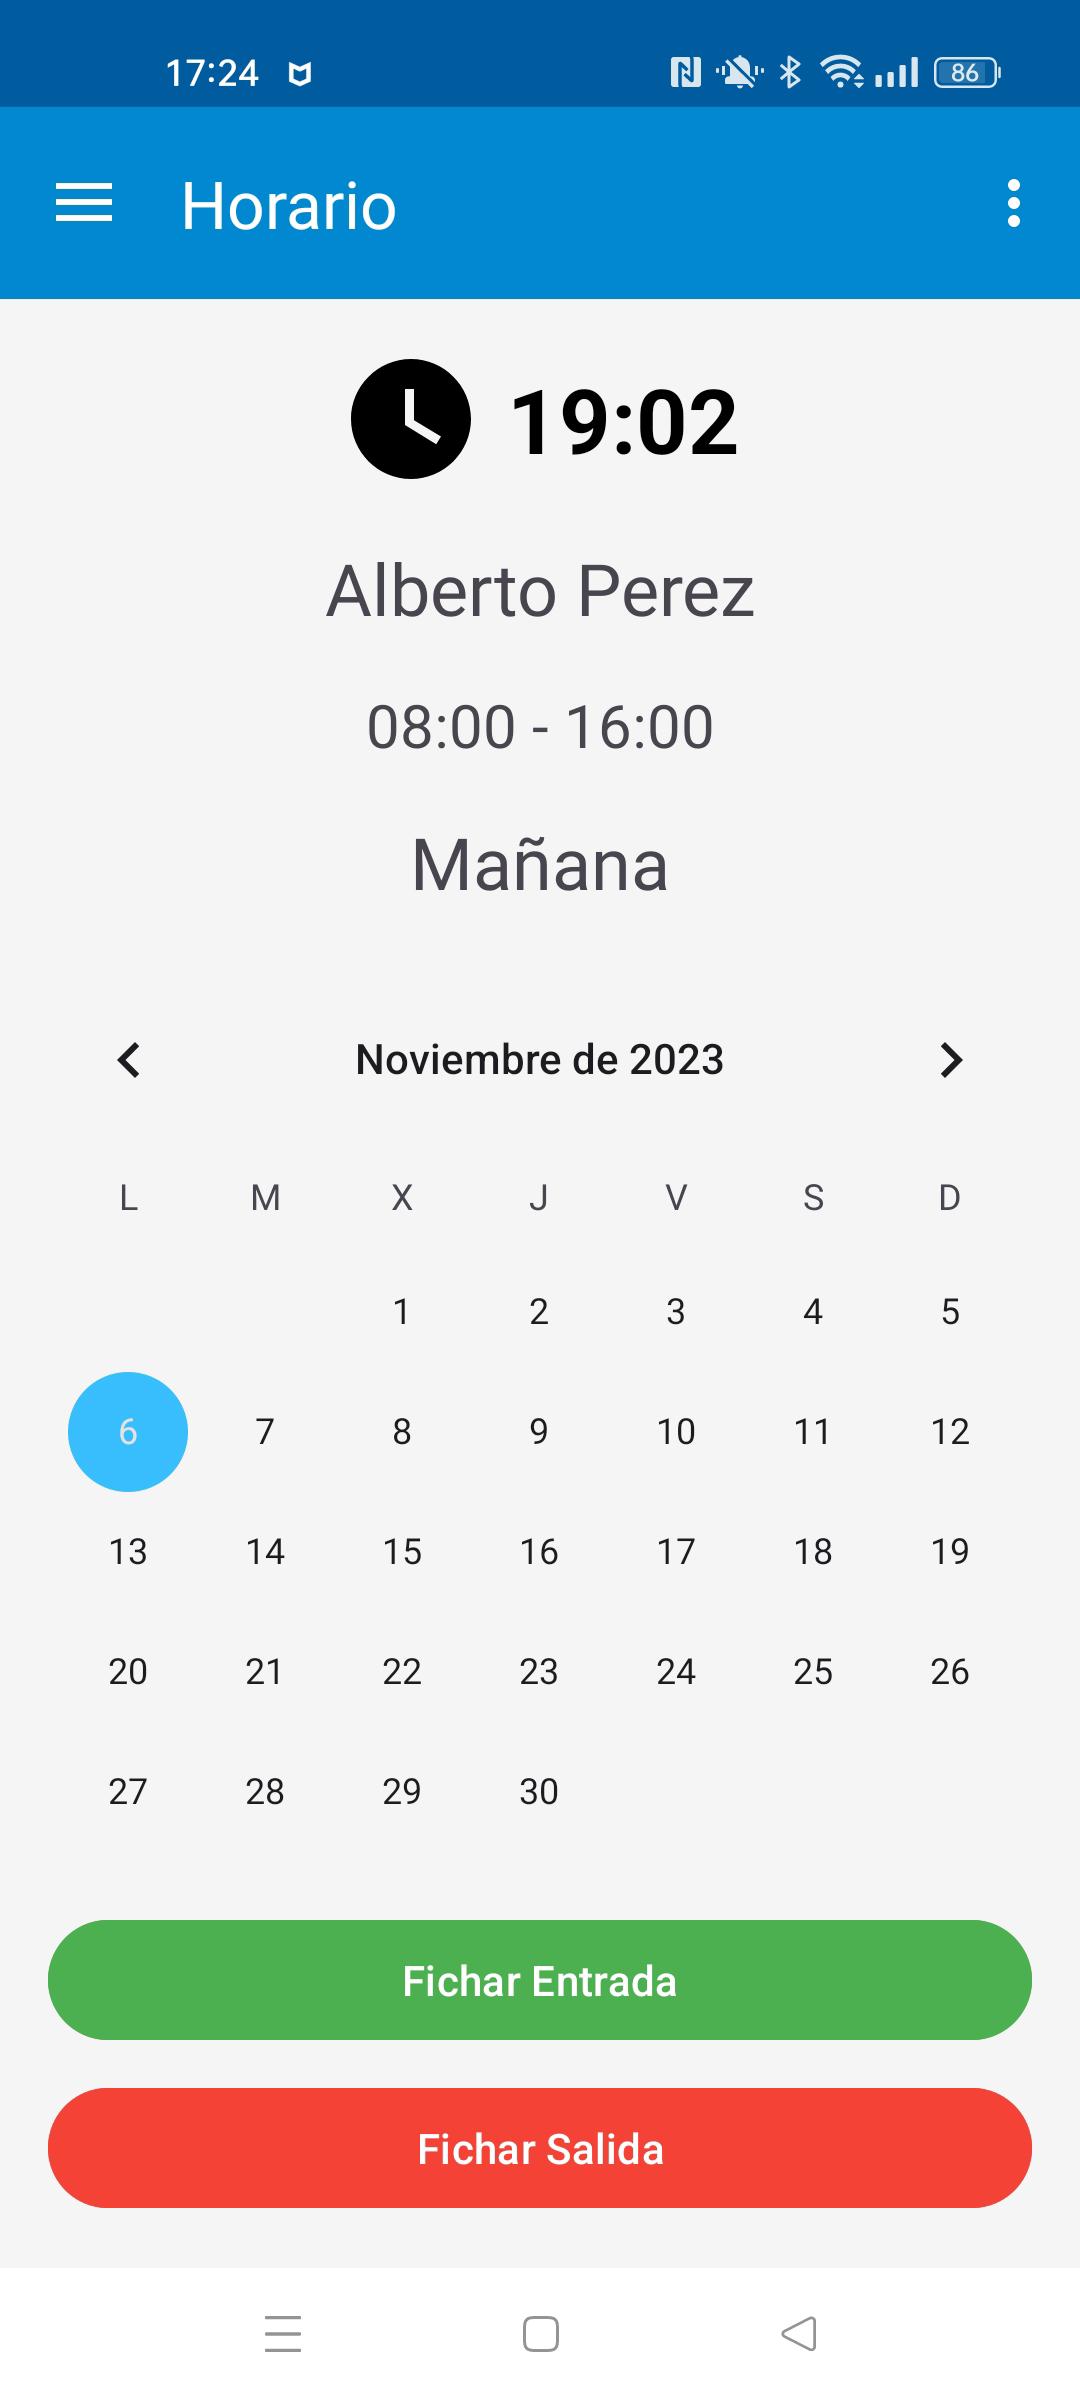 17:24
86
Horario
19:02
Alberto Perez
08:00 - 16:00
Mañana
Noviembre de 2023
L M X J V S D
1 2 3 4 5
6 7 8 9 10 11 12
13 14 15 16 17 18 19
20 21 22 23 24 25 26
27 28 29 30
Fichar Entrada
Fichar Salida